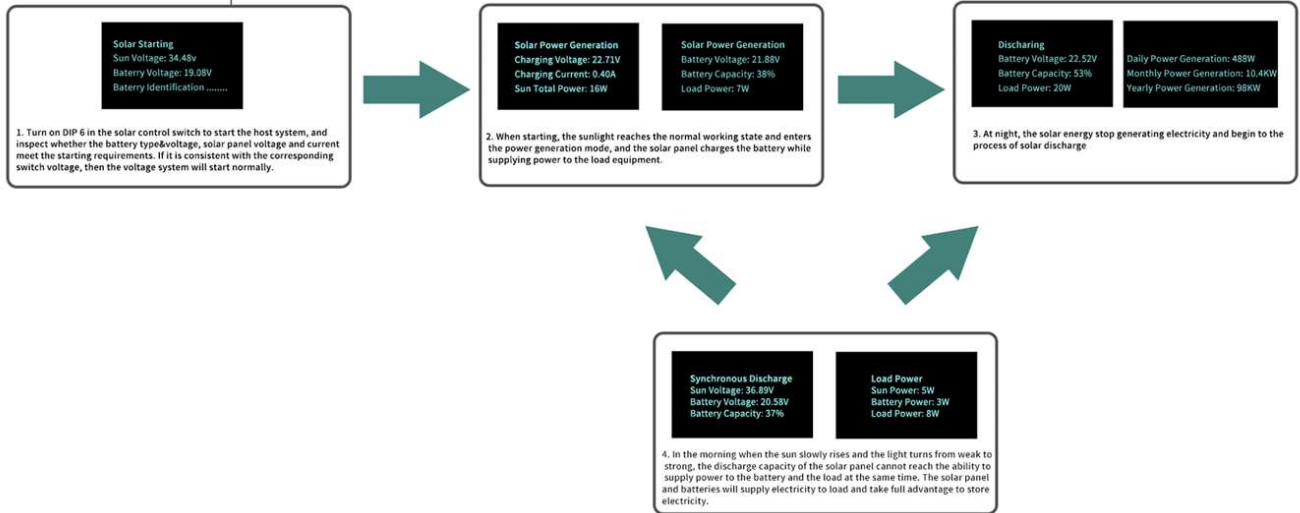 Solar Starting
Sun Voltage: 34.48v
Baterry Voltage: 19.08V
Baterry Identification ........
1. Turn on DIP 6 in the solar control switch to start the host system, and
inspect whether the battery type&voltage, solar panel voltage and current
meet the starting requirements. If it is consistent with the corresponding
switch voltage, then the voltage system will start normally.
Solar Power Generation
Charging Voltage: 22.71V
Charging Current: 0.40A
Sun Total Power: 16W
Solar Power Generation
Battery Voltage: 21.88V
Battery Capacity: 38%
Load Power: 7W
2. When starting, the sunlight reaches the normal working state and enters
the power generation mode, and the solar panel charges the battery while
supplying power to the load equipment.
Discharing
Battery Voltage: 22.52V
Battery Capacity: 53%
Load Power: 20W
Daily Power Generation: 488W
Monthly Power Generation: 10.4KW
Yearly Power Generation: 98KW
3. At night, the solar energy stop generating electricity and begin to the
process of solar discharge
Synchronous Discharge
Sun Voltage: 36.89V
Battery Voltage: 20.58V
Battery Capacity: 37%
Load Power
Sun Power: 5W
Battery Power: 3W
Load Power: 8W
4. In the morning when the sun slowly rises and the light turns from weak to
strong, the discharge capacity of the solar panel cannot reach the ability to
supply power to the battery and the load at the same time. The solar panel
and batteries will supply electricity to load and take full advantage to store
electricity.